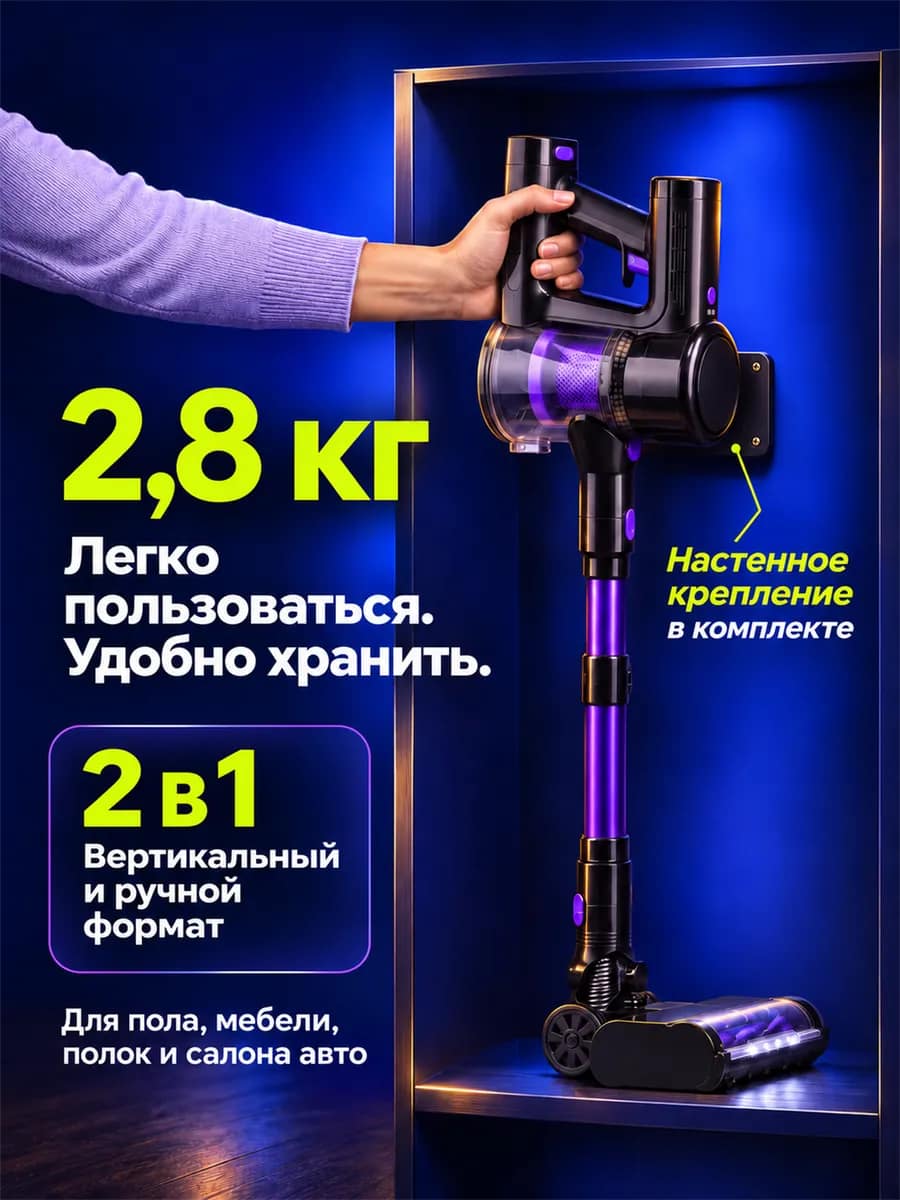 2,8 кг
Легко
пользоваться.
Удобно хранить.
Настенное
крепление
в комплекте
2 в 1
Вертикальный
и ручной
формат
Для пола, мебели,
полок и салона авто